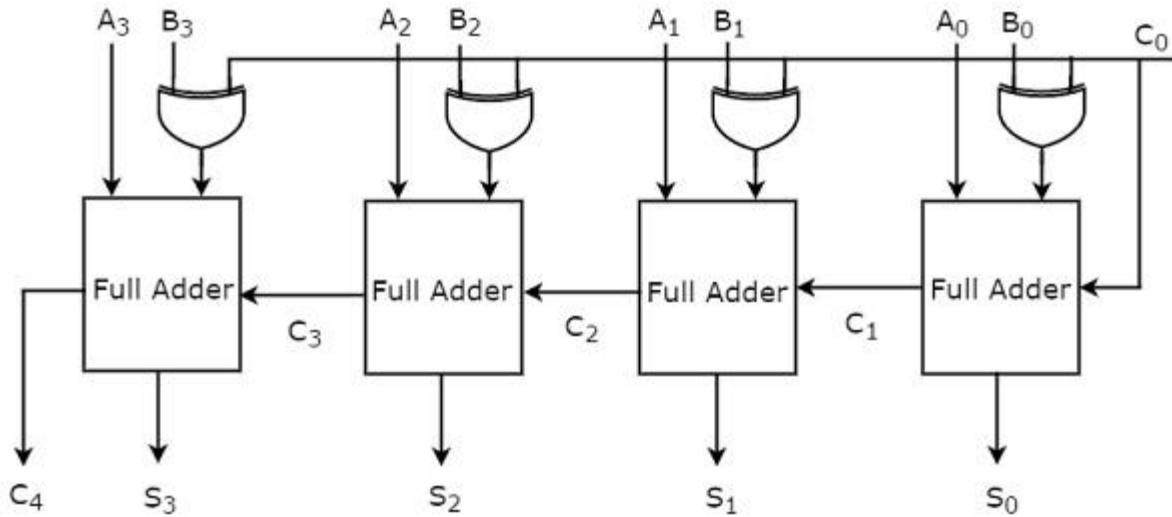 A₃ B₃ A₂ B₂ A₁ B₁ A₀ B₀ C₀
Full Adder Full Adder Full Adder Full Adder
C₃ C₂ C₁
C₄ S₃ S₂ S₁ S₀